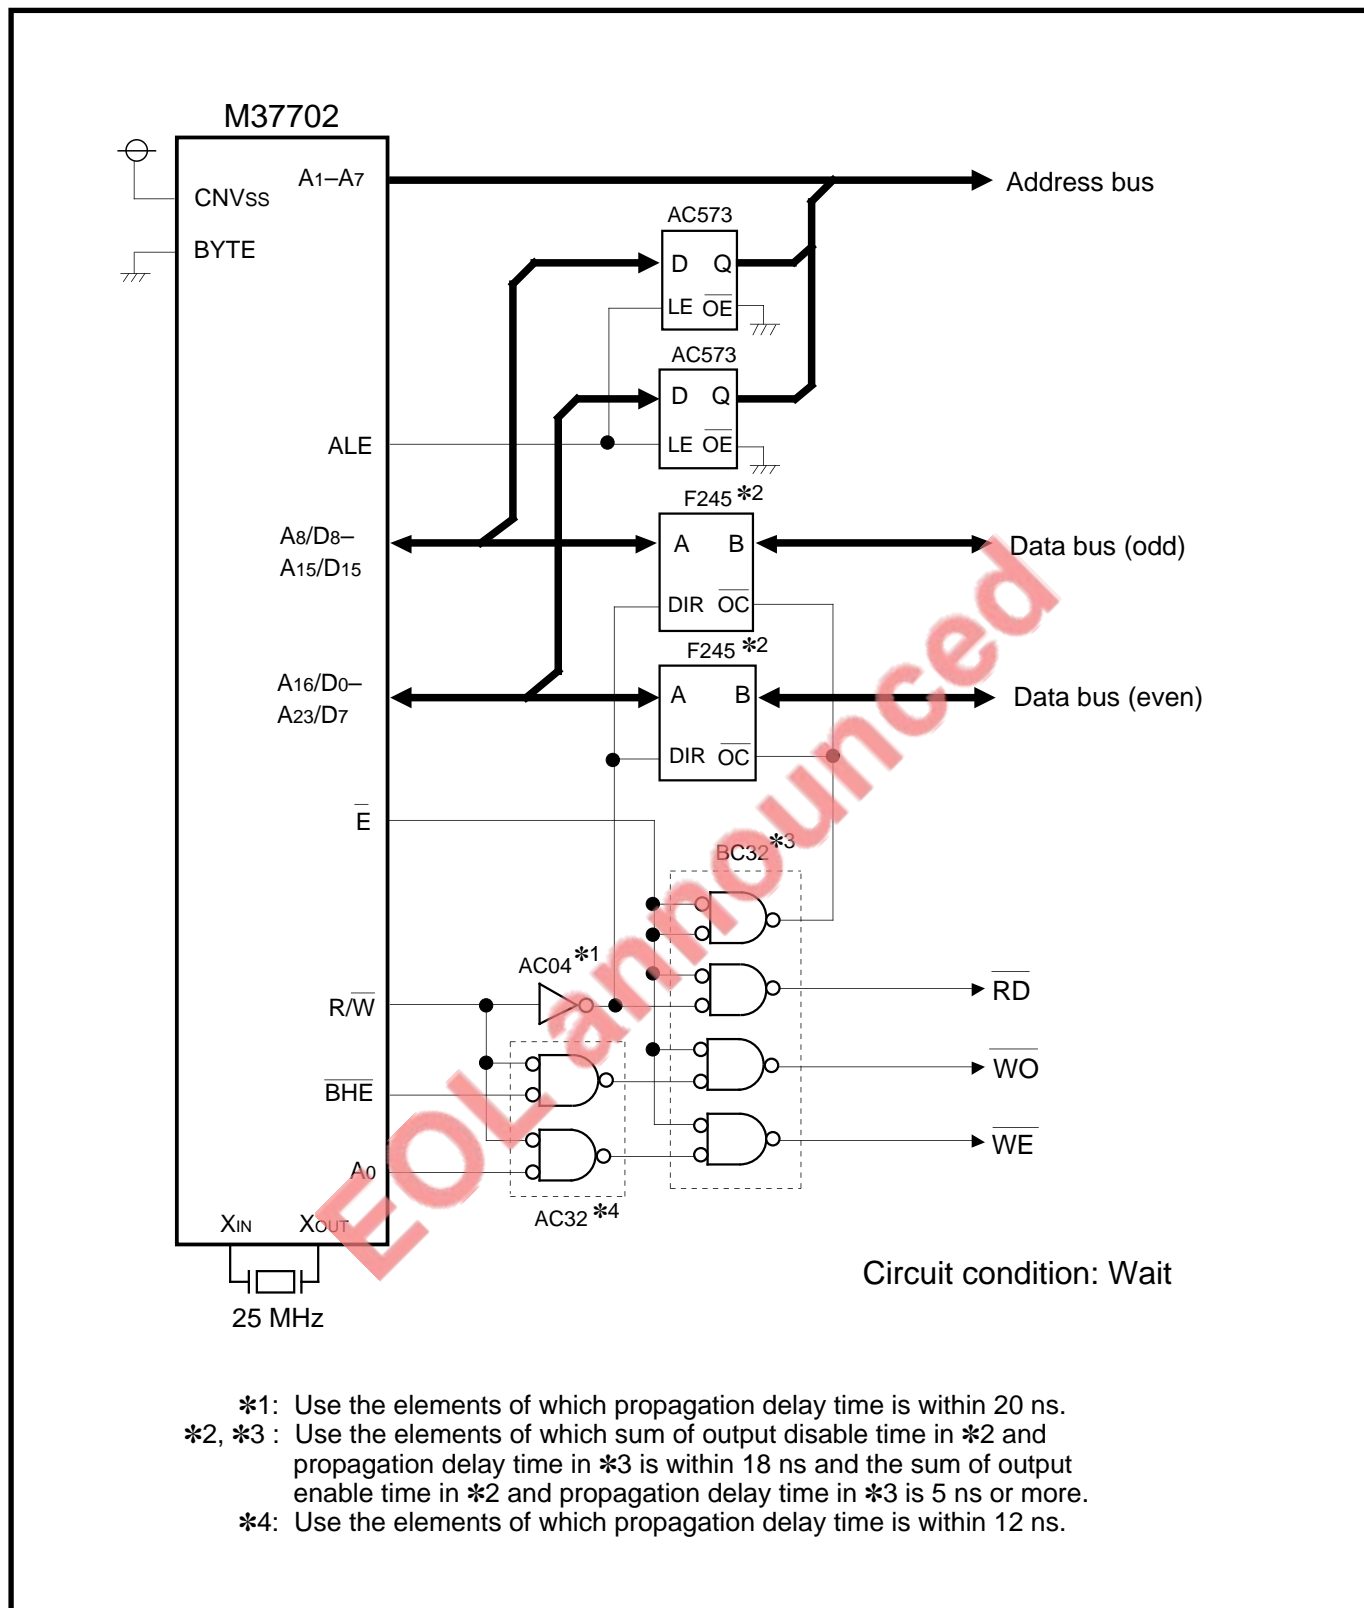 M37702
CNVss
BYTE
A1–A7
Address bus
AC573
D Q
LE OE
AC573
D Q
LE OE
ALE
F245 ✽2
A8/D8–
A15/D15
A B
Data bus (odd)
DIR OC
F245 ✽2
A16/D0–
A23/D7
A B
Data bus (even)
DIR OC
E
BC32 ✽3
AC04 ✽1
R/W
RD
BHE
WO
WE
A0
AC32 ✽4
XIN XOUT
25 MHz
Circuit condition: Wait
EOL announced
✽1: Use the elements of which propagation delay time is within 20 ns.
✽2, ✽3 : Use the elements of which sum of output disable time in ✽2 and
propagation delay time in ✽3 is within 18 ns and the sum of output
enable time in ✽2 and propagation delay time in ✽3 is 5 ns or more.
✽4: Use the elements of which propagation delay time is within 12 ns.